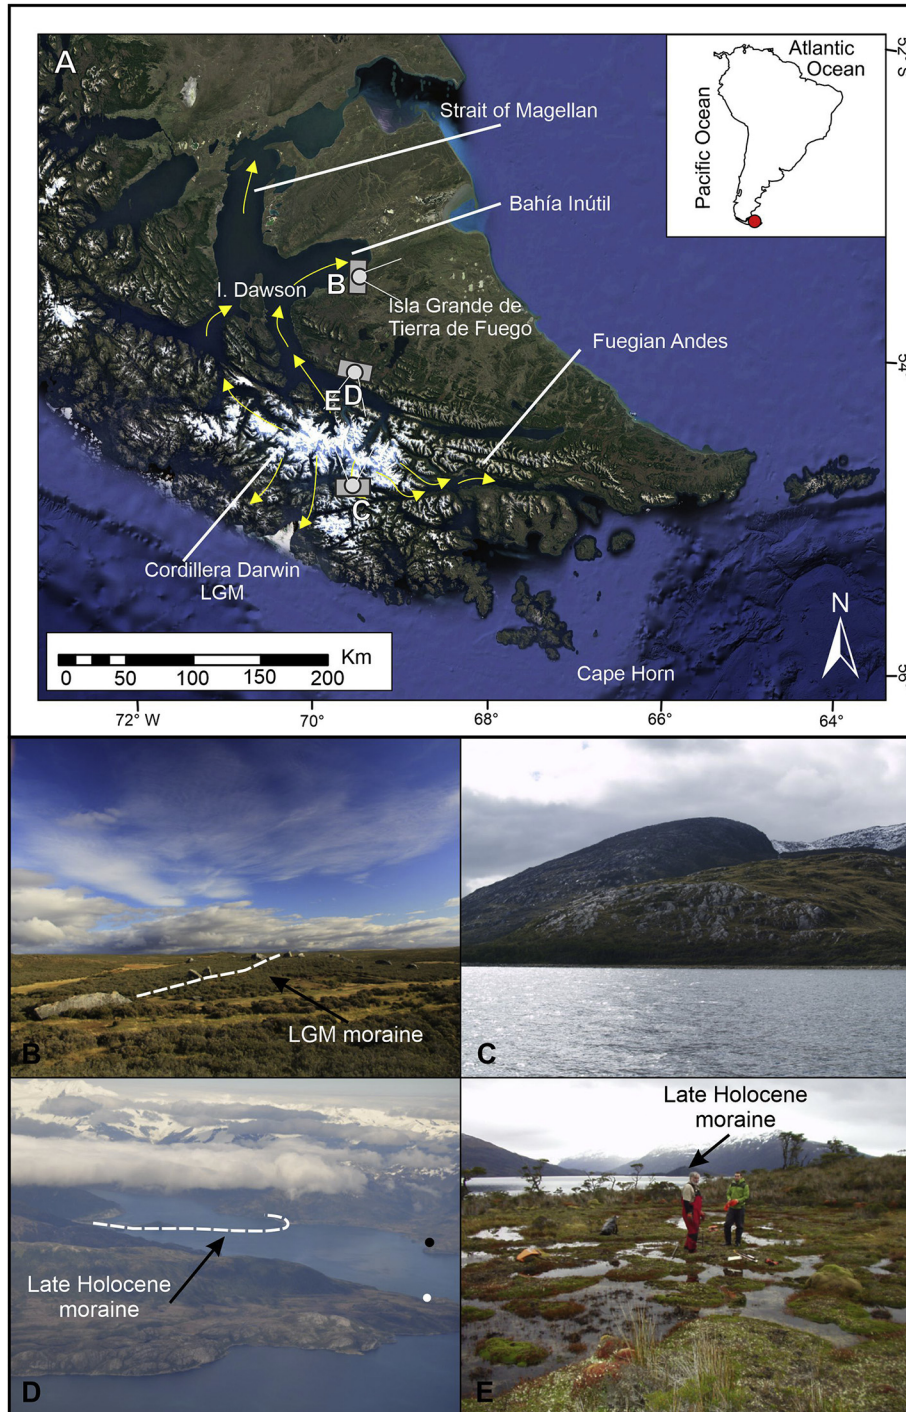 A
Atlantic
Ocean
Pacific Ocean
52°
S
Strait of Magellan
Bahía Inútil
B
I. Dawson
Isla Grande de
Tierra de Fuego
Fuegian Andes
54
D
E
C
Cordillera Darwin
LGM
N
Km
0 50 100 150 200
Cape Horn
72° W 70° 68° 66° 64°
LGM moraine
B
C
Late Holocene
moraine
D
Late Holocene
moraine
E